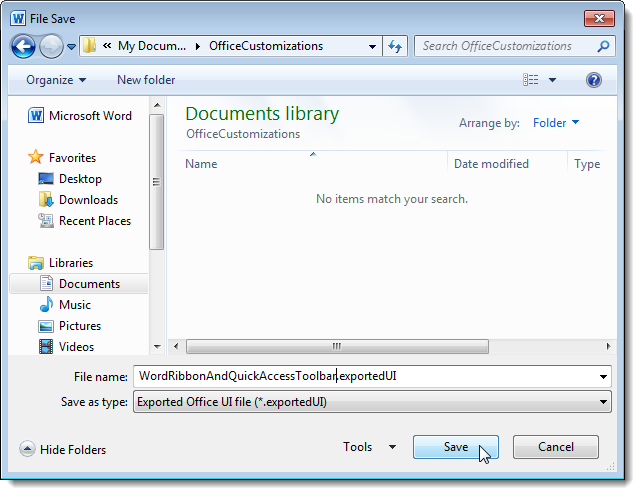 File Save
« My Docum... ▸ OfficeCustomizations
Search OfficeCustomizations
Organize
New folder
Microsoft Word
Favorites
Desktop
Downloads
Recent Places
Libraries
Documents
Music
Pictures
Videos
Documents library
OfficeCustomizations
Arrange by: Folder
Name Date modified Type
No items match your search.
File name: WordRibbonAndQuickAccessToolbar.exportedUI
Save as type: Exported Office UI file (*.exportedUI)
Hide Folders
Tools
Save
Cancel